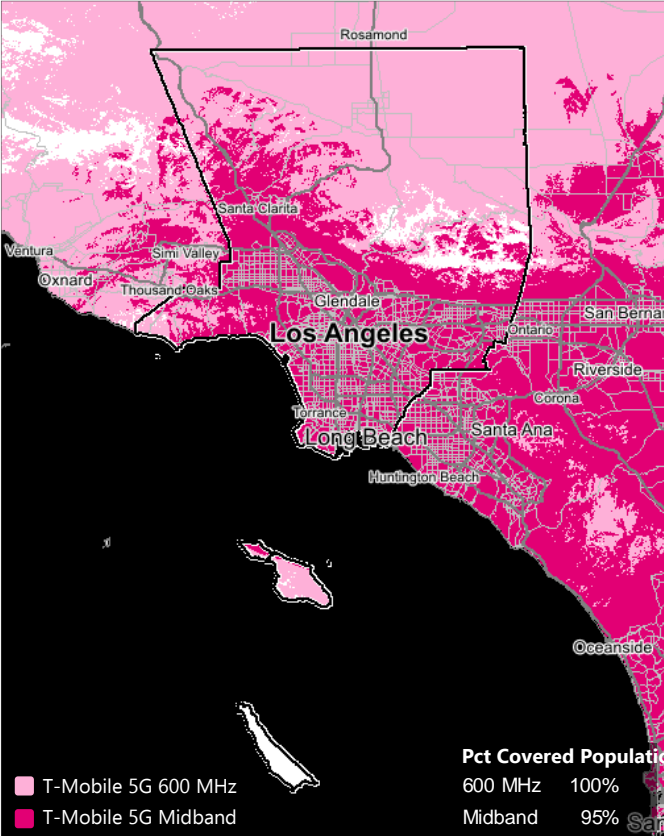 Rosamond
Santa Clarita
Ventura
Simi Valley
Oxnard
Thousand Oaks
Glendale
San Bernar
Los Angeles
Ontario
Riverside
Corona
Torrance
Long Beach
Santa Ana
Huntington Beach
Oceanside
Pct Covered Populatio
T-Mobile 5G 600 MHz
600 MHz 100%
T-Mobile 5G Midband
Midband 95%
San